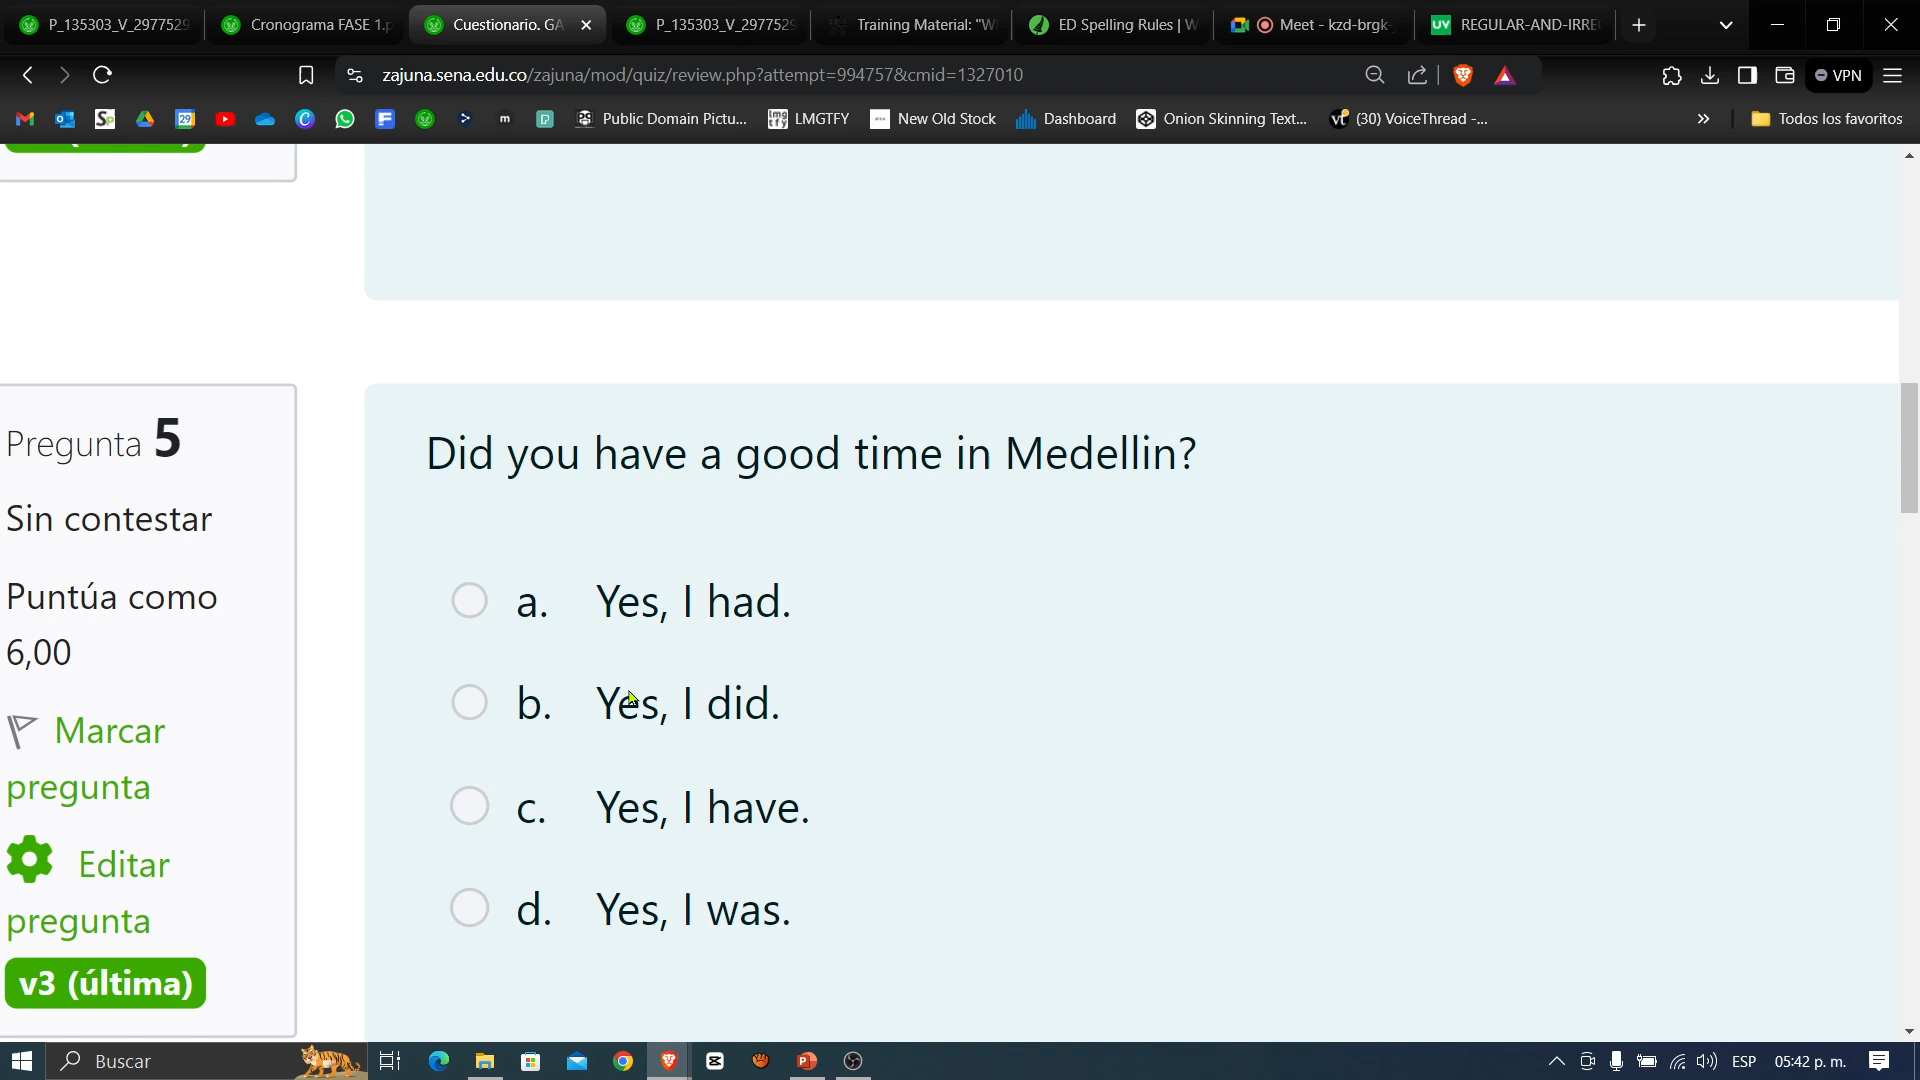 P_135303_V_2977529
Cronograma FASE 1.p
Cuestionario. GA
P_135303_V_2977529
Training Material: "W
ED Spelling Rules | W
Meet - kzd-brgk-
REGULAR-AND-IRRE
zajuna.sena.edu.co/zajuna/mod/quiz/review.php?attempt=994757&cmid=1327010
VPN
Public Domain Pictu...
LMGTFY
New Old Stock
Dashboard
Onion Skinning Text...
(30) VoiceThread -...
Todos los favoritos
Pregunta 5
Sin contestar
Puntúa como
6,00
Marcar
pregunta
Editar
pregunta
v3 (última)
Did you have a good time in Medellin?
a. Yes, I had.
b. Yes, I did.
c. Yes, I have.
d. Yes, I was.
Buscar
ESP
05:42 p. m.